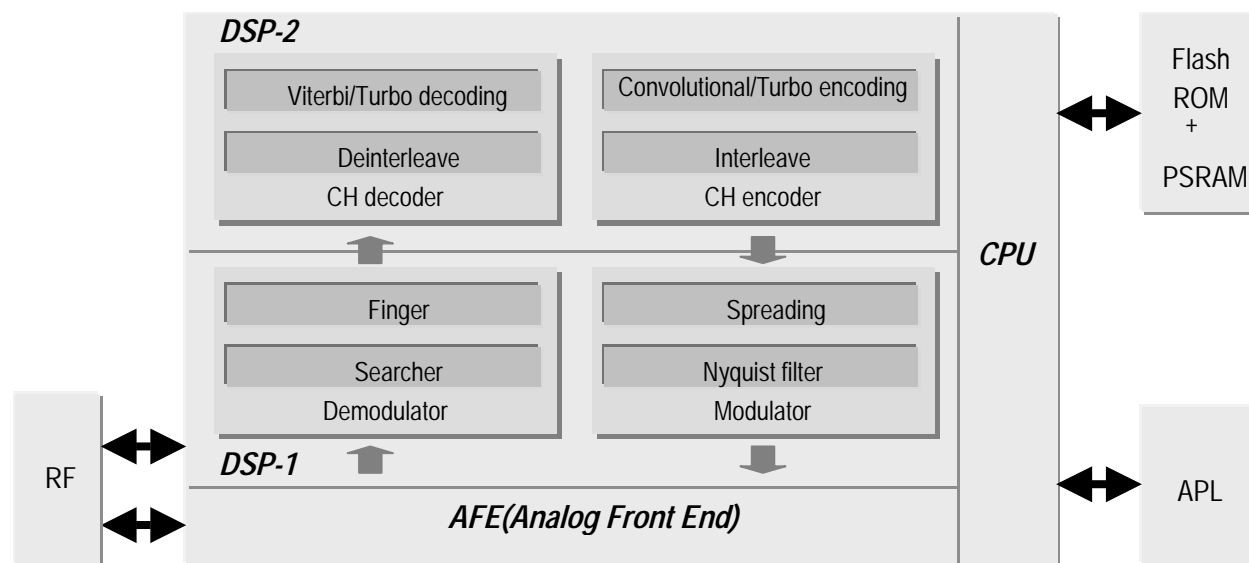 DSP-2
Viterbi/Turbo decoding
Deinterleave
CH decoder
Convolutional/Turbo encoding
Interleave
CH encoder
Finger
Searcher
Demodulator
DSP-1
Spreading
Nyquist filter
Modulator
AFE(Analog Front End)
RF
CPU
Flash
ROM
+
PSRAM
APL